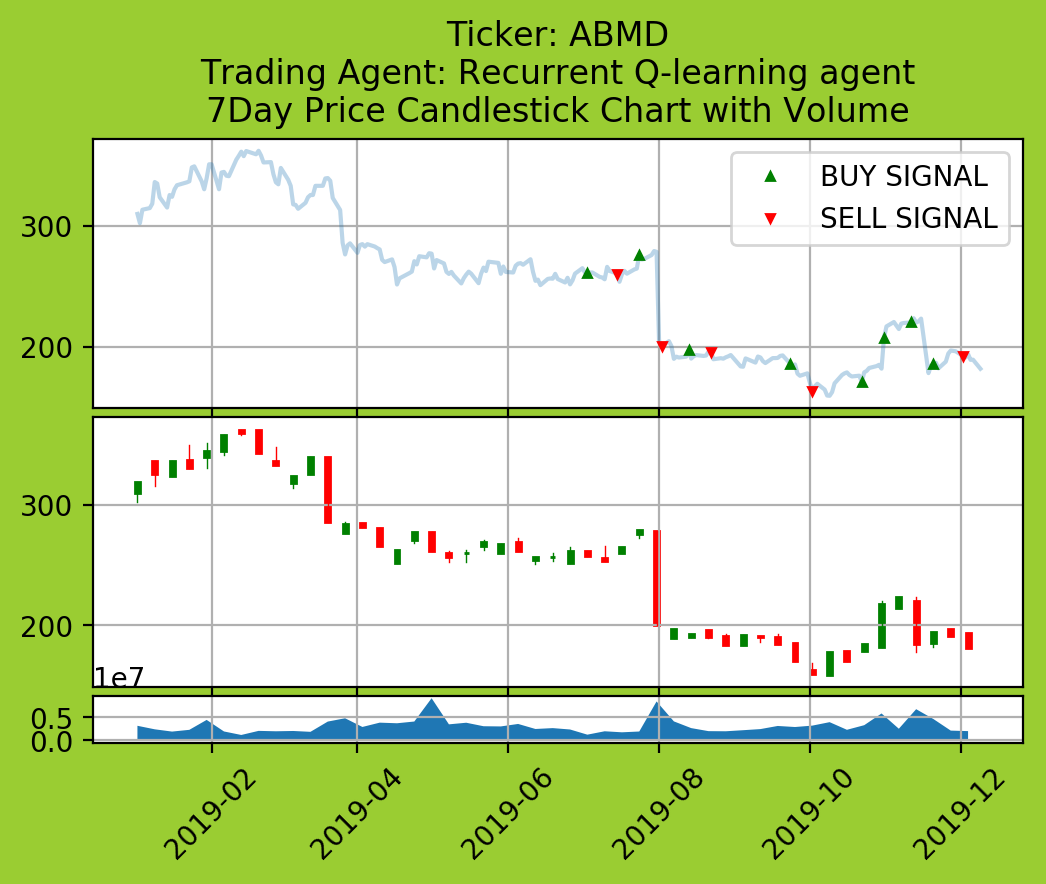 Ticker: ABMD
Trading Agent: Recurrent Q-learning agent
7Day Price Candlestick Chart with Volume
BUY SIGNAL
SELL SIGNAL
300
200
300
200
1e7
0.5
0.0
2019-02
2019-04
2019-06
2019-08
2019-10
2019-12